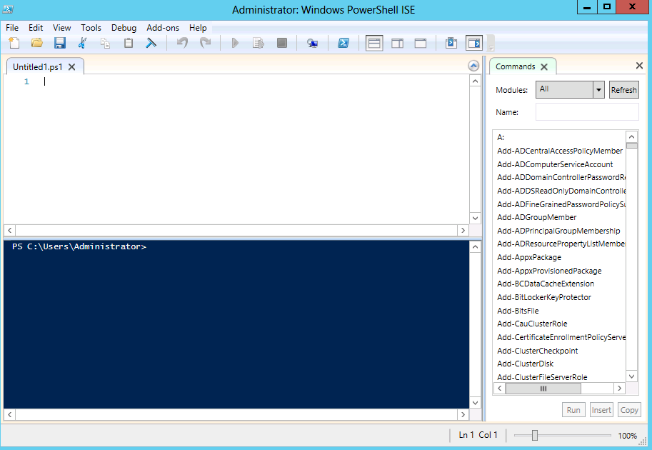 Administrator: Windows PowerShell ISE
File Edit View Tools Debug Add-ons Help
Untitled1.ps1
1
PS C:\Users\Administrator>
Commands
Modules: All Refresh
Name:
A:
Add-ADCentralAccessPolicyMember
Add-ADComputerServiceAccount
Add-ADDomainControllerPasswordRe
Add-ADDSReadOnlyDomainControlle
Add-ADFineGrainedPasswordPolicySu
Add-ADGroupMember
Add-ADPrincipalGroupMembership
Add-ADResourcePropertyListMembe
Add-AppxPackage
Add-AppxProvisionedPackage
Add-BCDataCacheExtension
Add-BitLockerKeyProtector
Add-BitsFile
Add-CauClusterRole
Add-CertificateEnrollmentPolicyServe
Add-ClusterCheckpoint
Add-ClusterDisk
Add-ClusterFileServerRole
Run Insert Copy
Ln 1 Col 1 100%